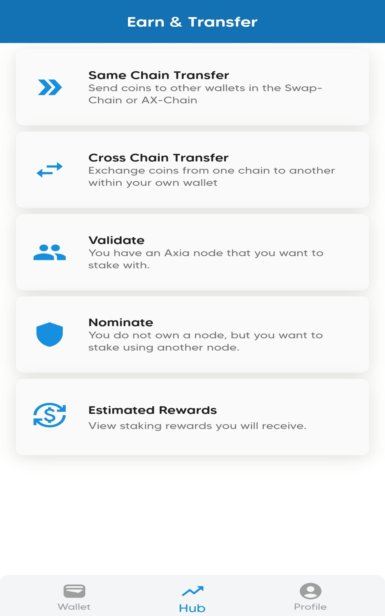 Earn & Transfer
Same Chain Transfer
Send coins to other wallets in the Swap-
Chain or AX-Chain
Cross Chain Transfer
Exchange coins from one chain to another
within your own wallet
Validate
You have an Axia node that you want to
stake with.
Nominate
You do not own a node, but you want to
stake using another node.
Estimated Rewards
View staking rewards you will receive.
Wallet
Hub
Profile